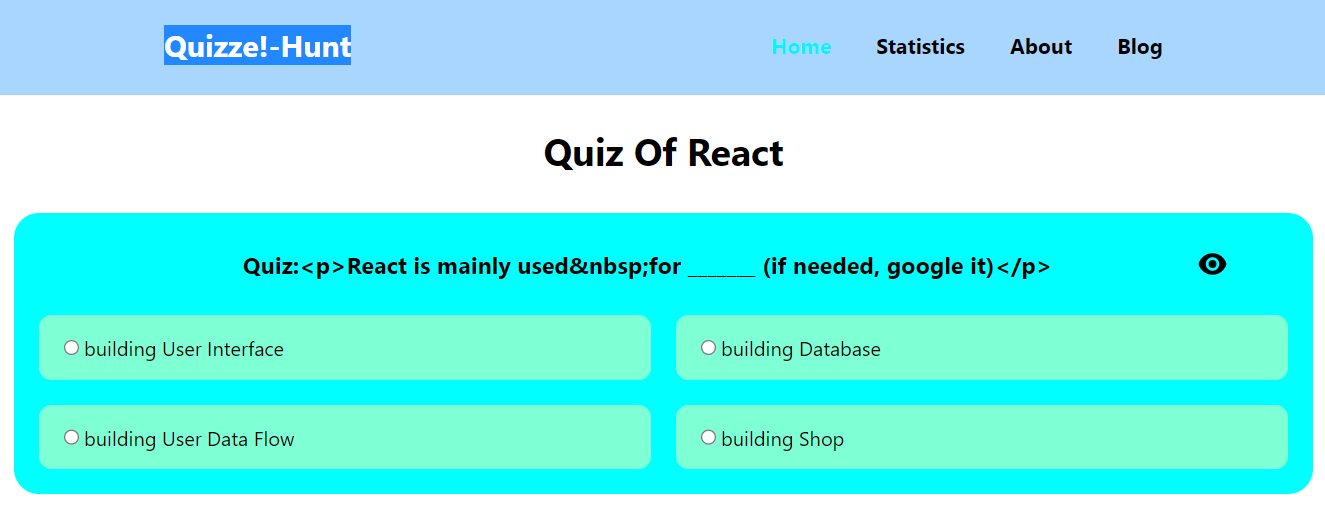 Quizze!-Hunt
Home Statistics About Blog
Quiz Of React
Quiz:<p>React is mainly used&nbsp;for _______ (if needed, google it)</p>
building User Interface
building Database
building User Data Flow
building Shop